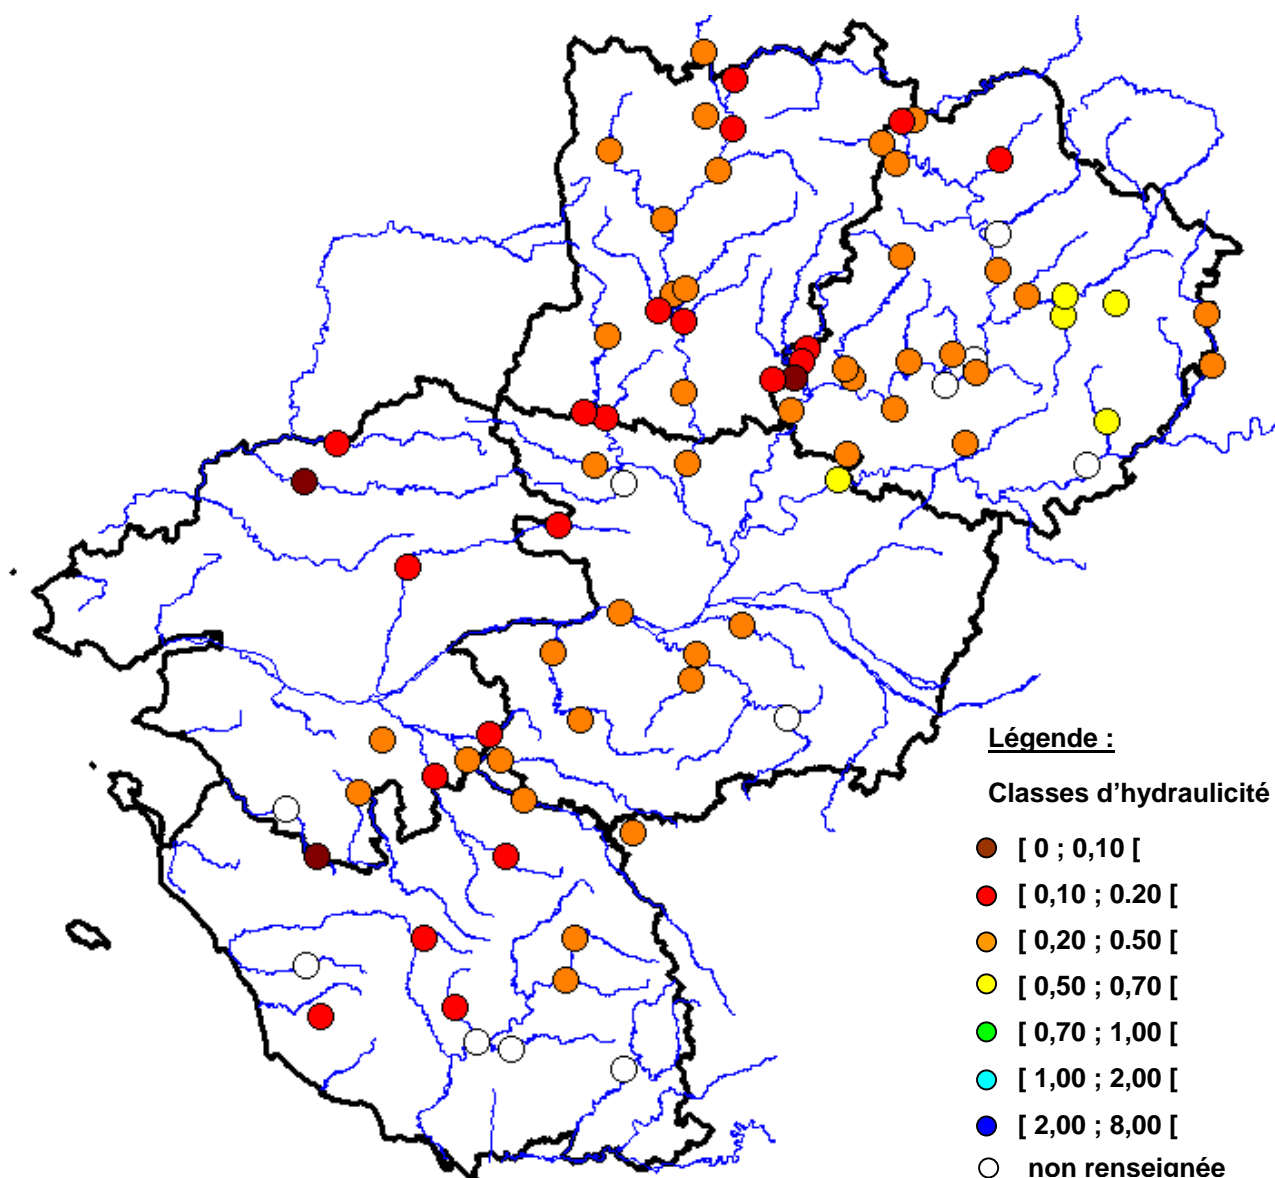 Légende :
Classes d'hydraulicité
[ 0 ; 0,10 [
[ 0,10 ; 0.20 [
[ 0,20 ; 0.50 [
[ 0,50 ; 0,70 [
[ 0,70 ; 1,00 [
[ 1,00 ; 2,00 [
[ 2,00 ; 8,00 [
non renseignée